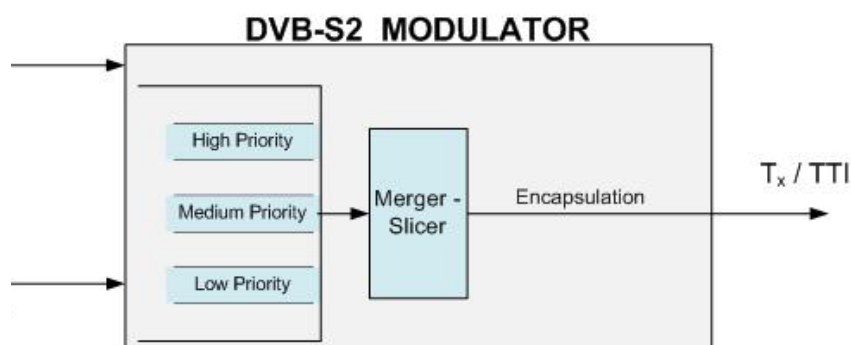 DVB-S2 MODULATOR
High Priority
Medium Priority
Low Priority
Merger -
Slicer
Encapsulation
Tx / TTI